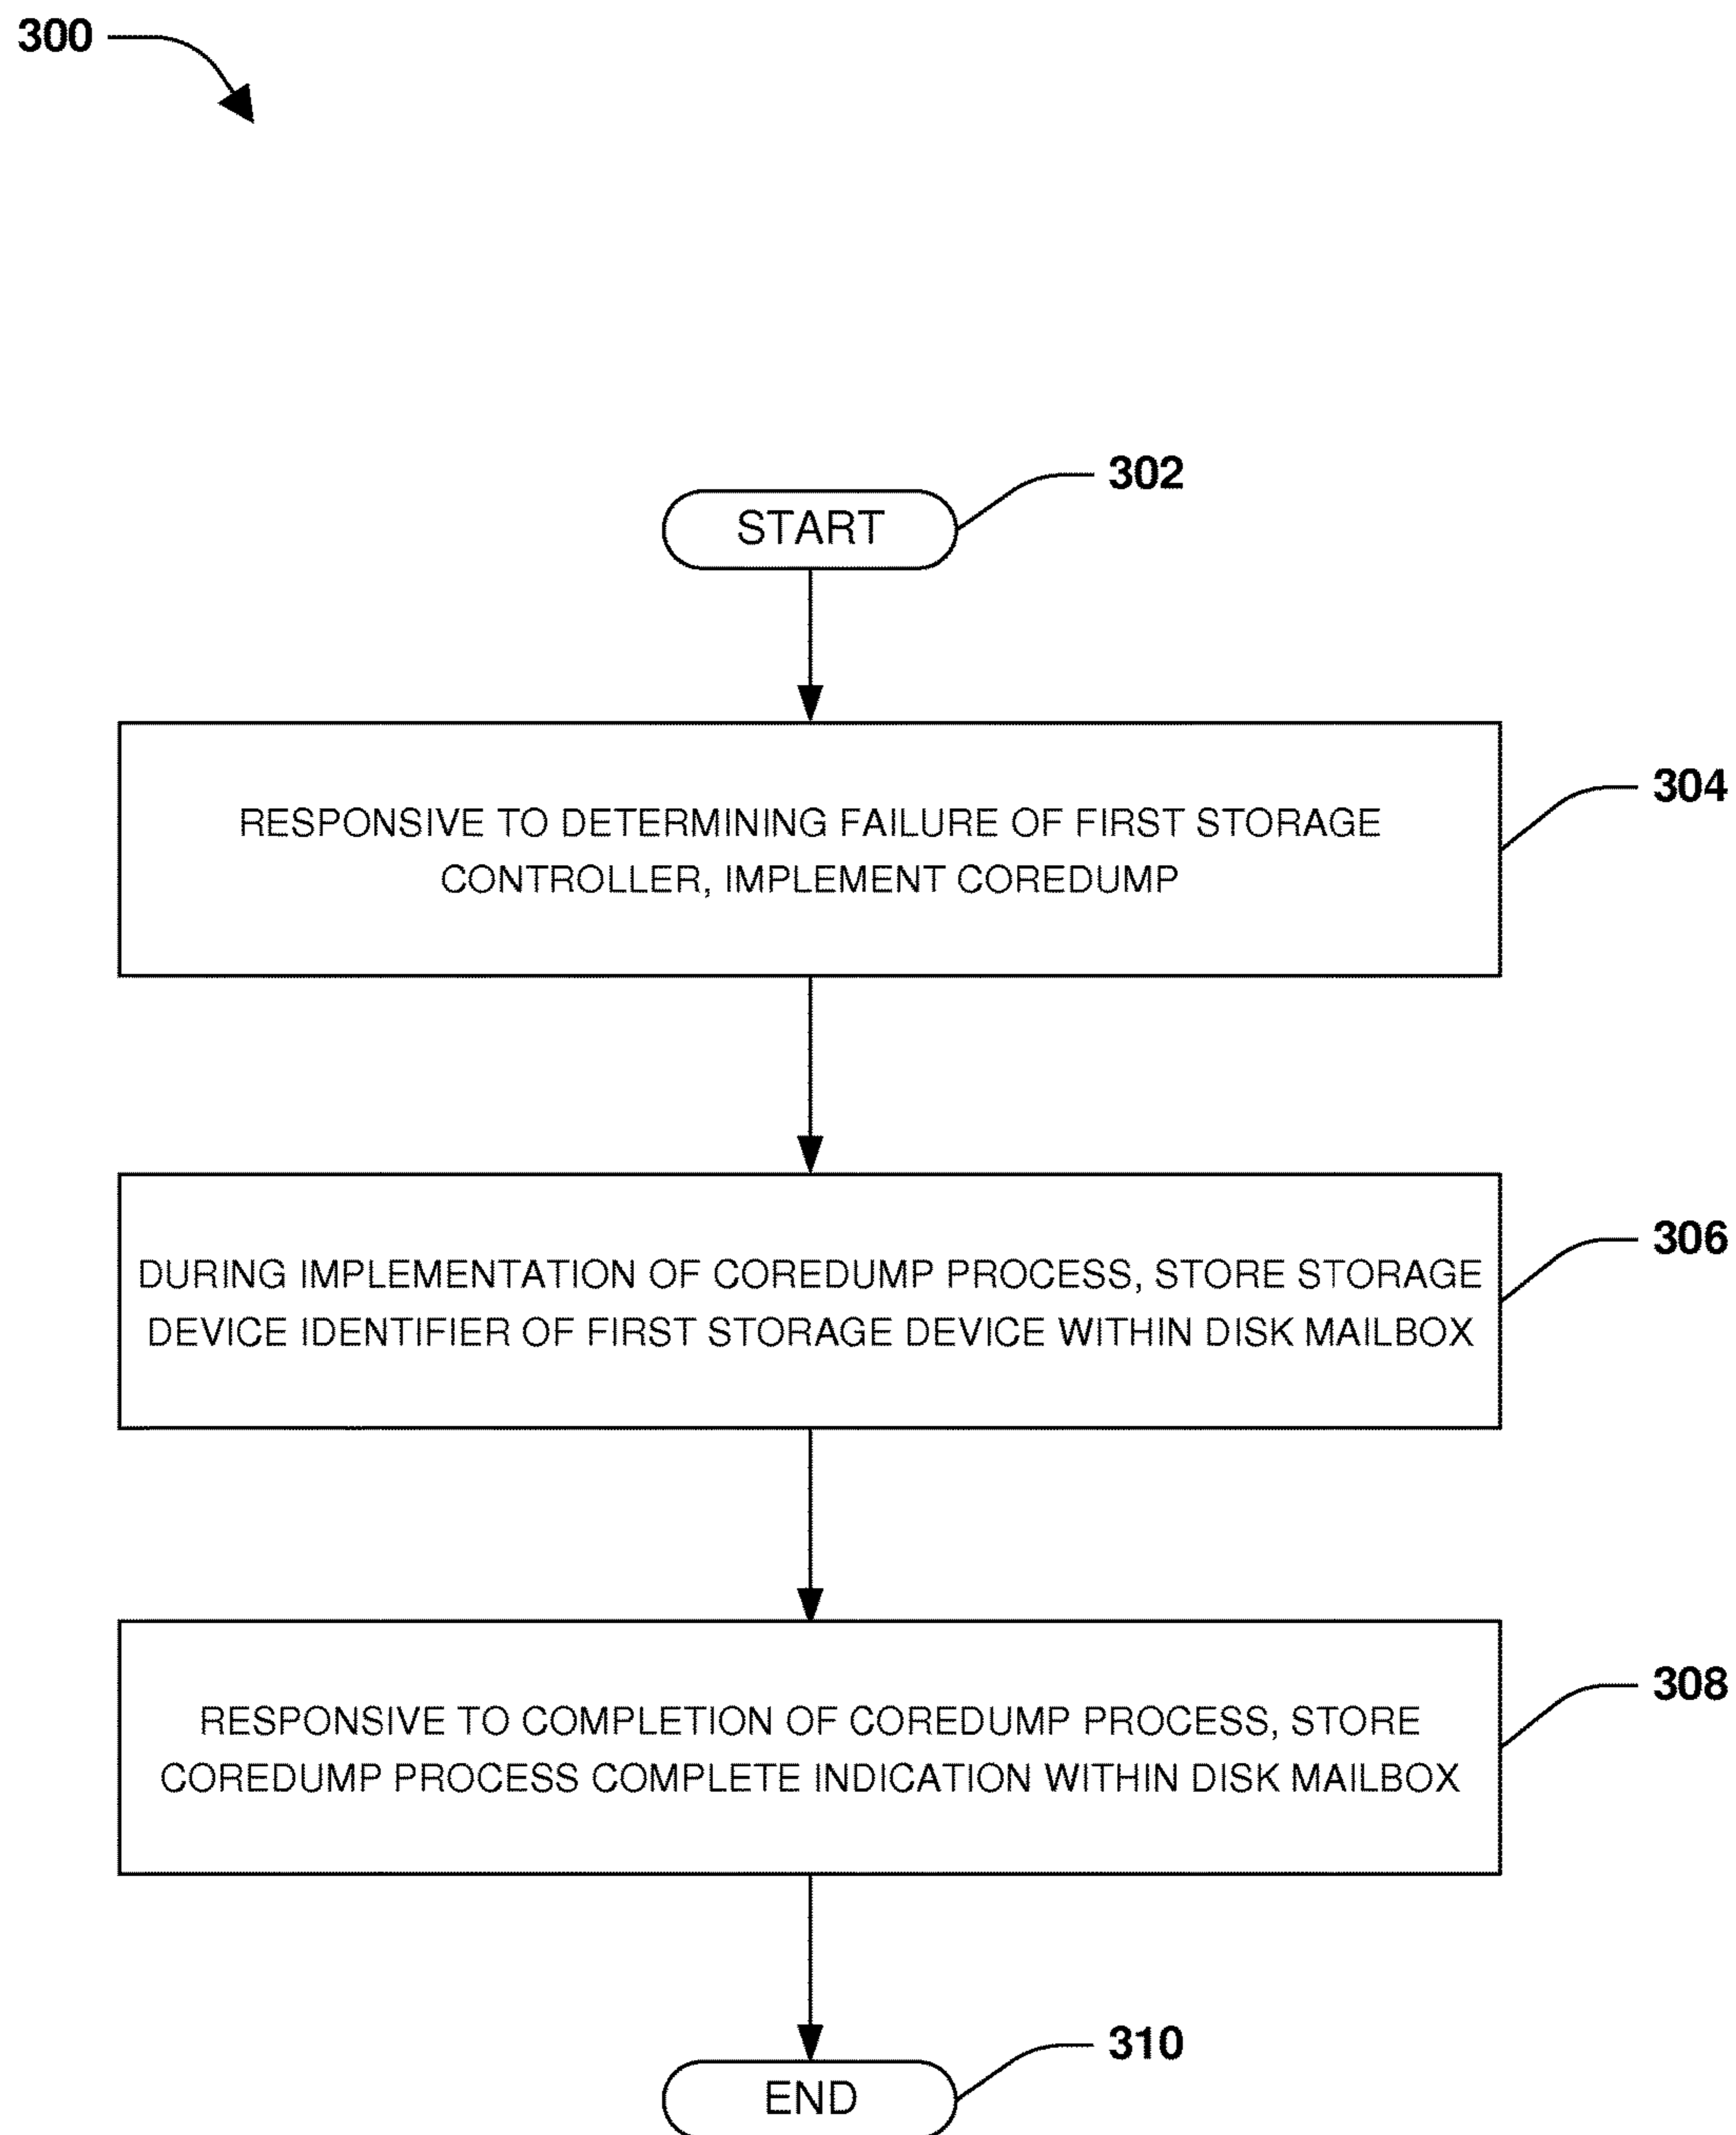 300
302
START
304
RESPONSIVE TO DETERMINING FAILURE OF FIRST STORAGE
CONTROLLER, IMPLEMENT COREDUMP
306
DURING IMPLEMENTATION OF COREDUMP PROCESS, STORE STORAGE
DEVICE IDENTIFIER OF FIRST STORAGE DEVICE WITHIN DISK MAILBOX
308
RESPONSIVE TO COMPLETION OF COREDUMP PROCESS, STORE
COREDUMP PROCESS COMPLETE INDICATION WITHIN DISK MAILBOX
310
END